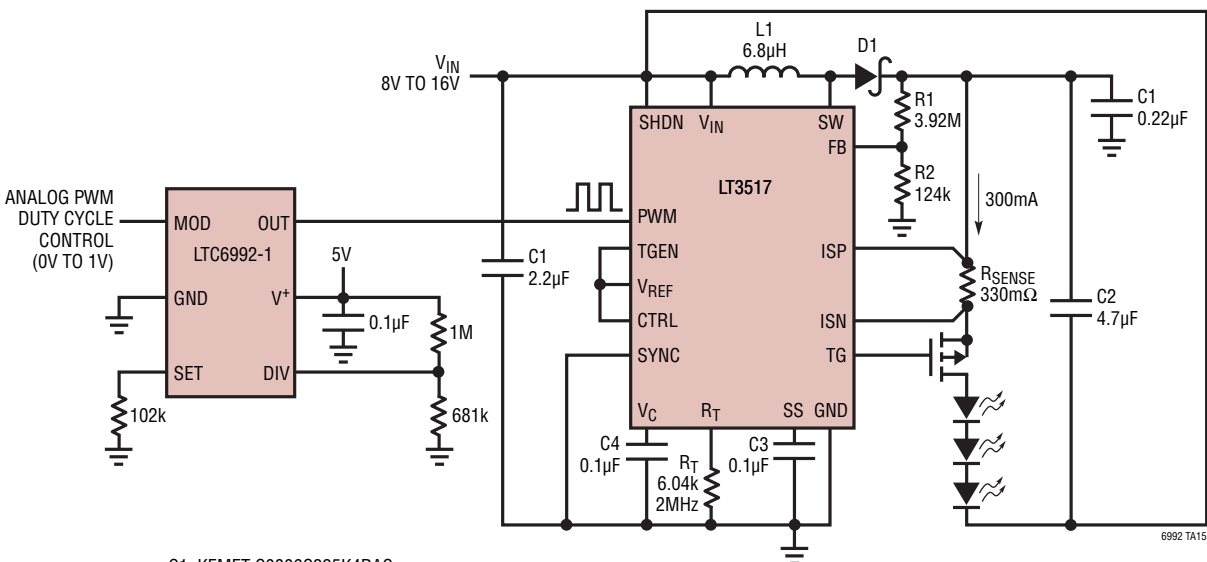 V_IN
8V TO 16V
L1
6.8µH
D1
R1
3.92M
C1
0.22µF
SHDN V_IN SW
FB
R2
124k
LT3517
300mA
ANALOG PWM
DUTY CYCLE
CONTROL
(0V TO 1V)
MOD OUT
LTC6992-1
GND V+
SET DIV
5V
0.1µF
1M
102k
681k
C1
2.2µF
PWM
TGEN
V_REF
CTRL
SYNC
ISP
ISN
TG
R_SENSE
330mΩ
C2
4.7µF
V_C R_T SS GND
C4
0.1µF
R_T
6.04k
2MHz
C3
0.1µF
6992 TA15